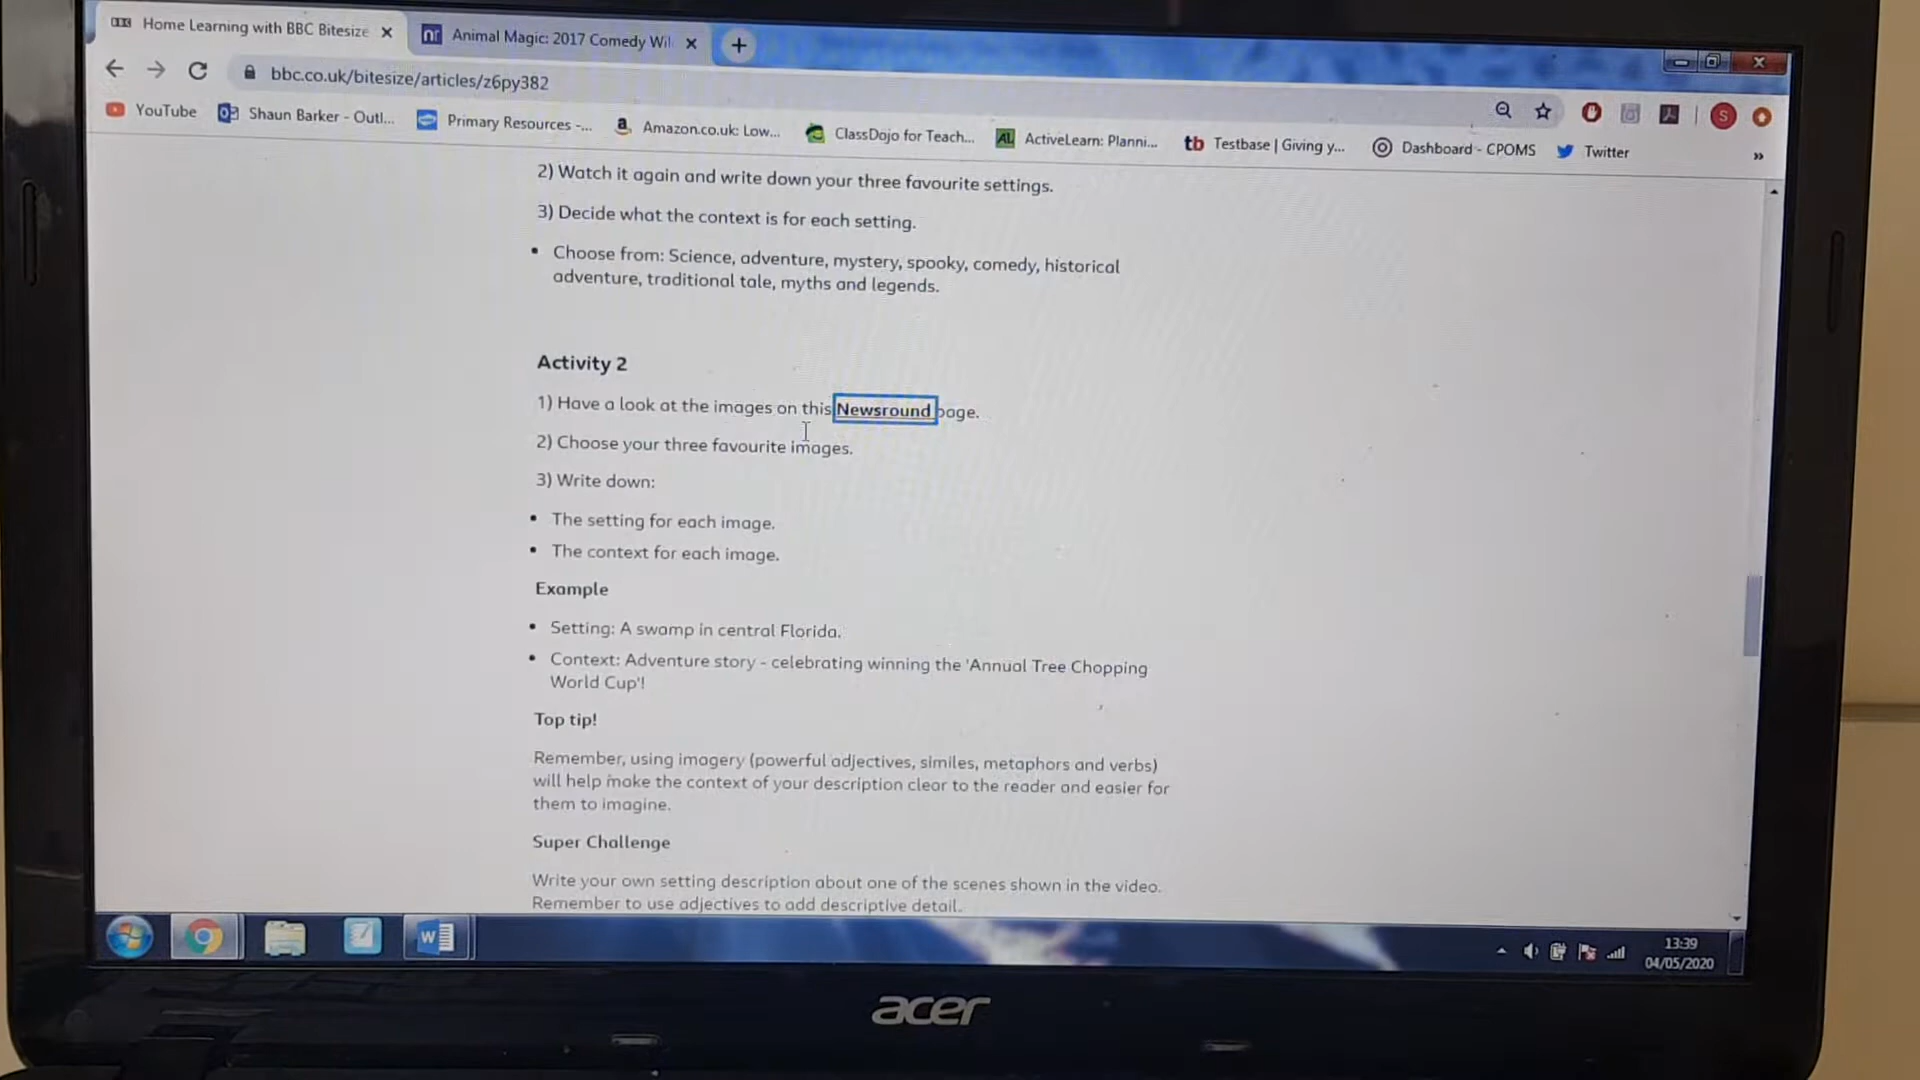 Home Learning with BBC Bitesize
nr Animal Magic: 2017 Comedy Wil
bbc.co.uk/bitesize/articles/z6py382
YouTube
Shaun Barker - Outl...
Primary Resources -...
Amazon.co.uk: Low...
ClassDojo for Teach...
AL ActiveLearn: Planni...
tb Testbase | Giving y...
Dashboard - CPOMS
Twitter
»
2) Watch it again and write down your three favourite settings.
3) Decide what the context is for each setting.
• Choose from: Science, adventure, mystery, spooky, comedy, historical
adventure, traditional tale, myths and legends.
Activity 2
1) Have a look at the images on this Newsround page.
2) Choose your three favourite images.
3) Write down:
• The setting for each image.
• The context for each image.
Example
• Setting: A swamp in central Florida.
• Context: Adventure story - celebrating winning the 'Annual Tree Chopping
World Cup'!
Top tip!
Remember, using imagery (powerful adjectives, similes, metaphors and verbs)
will help make the context of your description clear to the reader and easier for
them to imagine.
Super Challenge
Write your own setting description about one of the scenes shown in the video.
Remember to use adjectives to add descriptive detail.
W
13:39
04/05/2020
acer